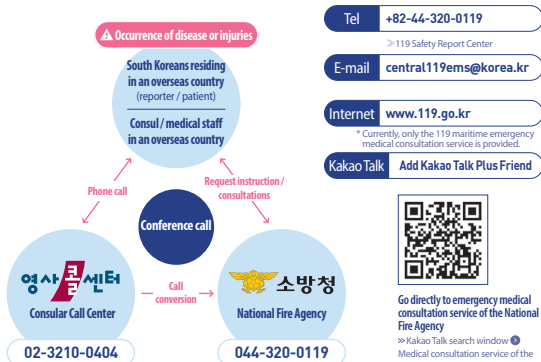 Occurrence of disease or injuries
South Koreans residing
in an overseas country
(reporter / patient)
Consul / medical staff
in an overseas country
Phone call
Request instruction /
consultations
Conference call
영사콜센터
Consular Call Center
Call
conversion
소방청
National Fire Agency
02-3210-0404
044-320-0119
Tel +82-44-320-0119
≫119 Safety Report Center
E-mail central119ems@korea.kr
Internet www.119.go.kr
* Currently, only the 119 maritime emergency
medical consultation service is provided.
Kakao Talk Add Kakao Talk Plus Friend
Go directly to emergency medical
consultation service of the National
Fire Agency
≫ Kakao Talk search window
Medical consultation service of the